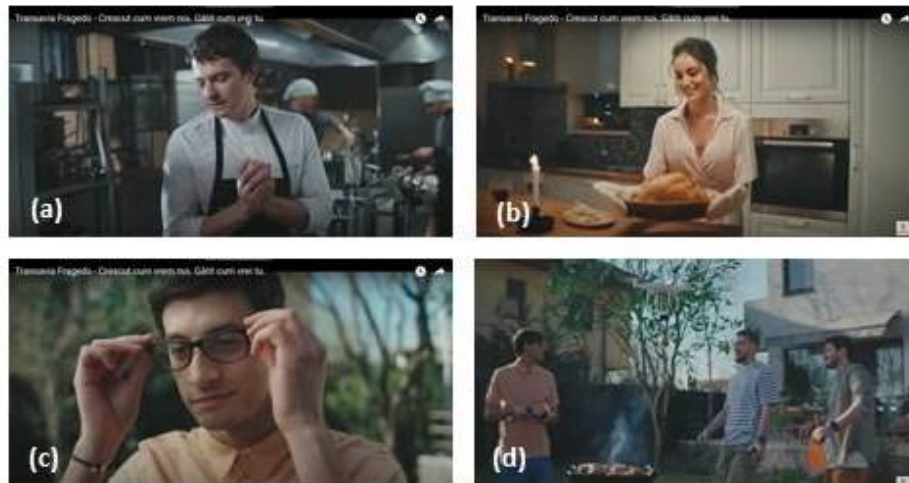 Transavia Fragedo - Crescut cum vrem noi. Gătit cum vrei tu.
Transavia Fragedo - Crescut cum vrem noi. Gătit cum vrei tu.
(a)
(b)
Transavia Fragedo - Crescut cum vrem noi. Gătit cum vrei tu.
(c)
(d)